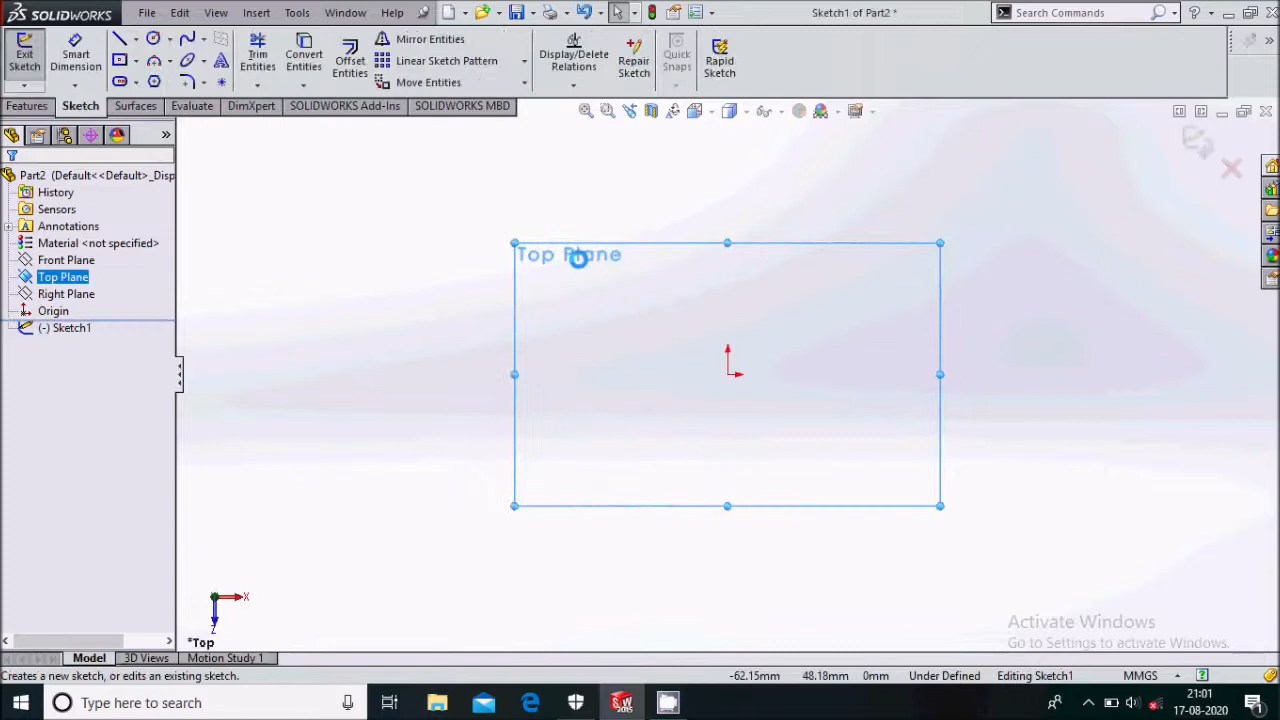 SOLIDWORKS File Edit View Insert Tools Window Help Sketch1 of Part2 * Search Commands
Exit Sketch Smart Dimension Trim Entities Convert Entities Offset Entities Mirror Entities Linear Sketch Pattern Move Entities Display/Delete Relations Repair Sketch Quick Snaps Rapid Sketch
Features Sketch Surfaces Evaluate DimXpert SOLIDWORKS Add-Ins SOLIDWORKS MBD
Part2 (Default<<Default>_Disp
History
Sensors
Annotations
Material <not specified>
Front Plane
Top Plane
Right Plane
Origin
(-) Sketch1
Top Plane
X
Z
*Top
Activate Windows
Go to Settings to activate Windows.
Model 3D Views Motion Study 1
Creates a new sketch, or edits an existing sketch. -62.15mm 48.18mm 0mm Under Defined Editing Sketch1 MMGS
Type here to search
21:01
17-08-2020